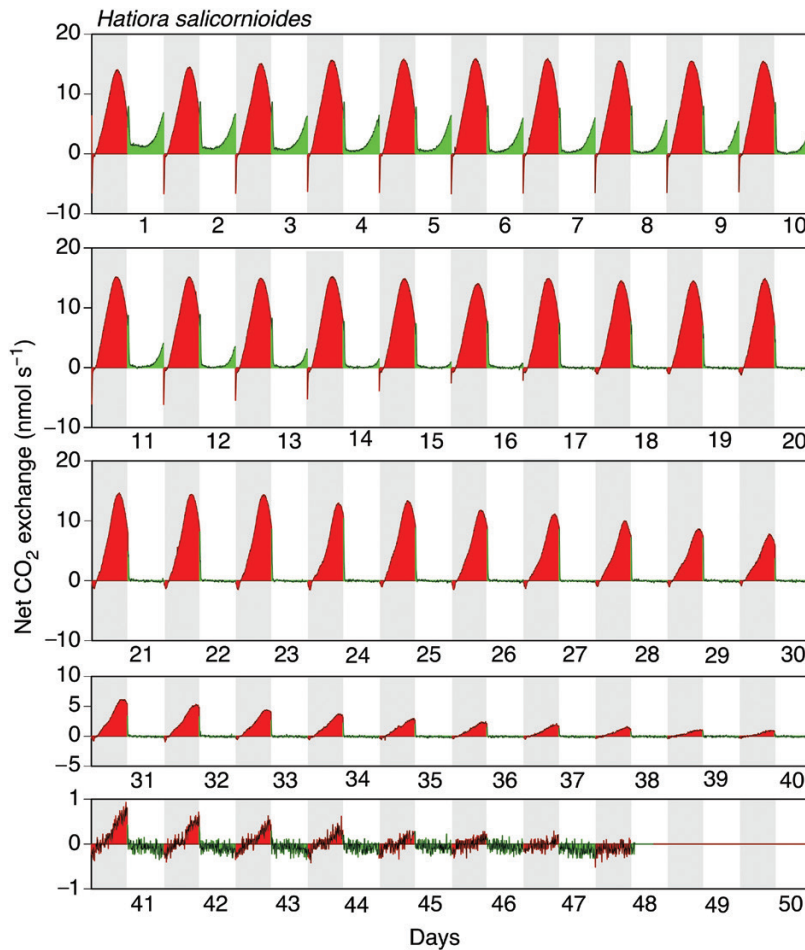 Hatiora salicornioides
20
10
0
−10
1 2 3 4 5 6 7 8 9 10
20
10
0
−10
11 12 13 14 15 16 17 18 19 20
20
10
0
−10
21 22 23 24 25 26 27 28 29 30
10
5
0
−5
31 32 33 34 35 36 37 38 39 40
1
0
−1
41 42 43 44 45 46 47 48 49 50
Days
Net CO₂ exchange (nmol s⁻¹)